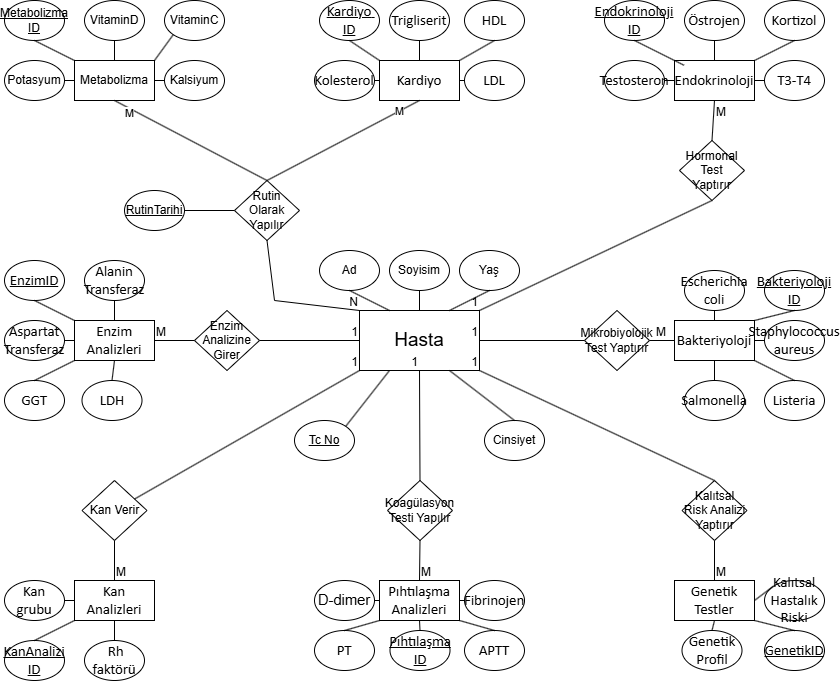 Metabolizma
ID
VitaminD
VitaminC
Potasyum
Metabolizma
Kalsiyum
M
Kardiyo
ID
Trigliserit
HDL
Kolesterol
Kardiyo
LDL
M
Endokrinoloji
ID
Östrojen
Kortizol
Testosteron
Endokrinoloji
T3-T4
M
Hormonal
Test
Yaptırır
RutinTarihi
Rutin
Olarak
Yapılır
Ad
Soyisim
Yaş
N
1
Hasta
1
1
1
1
1
EnzimID
Alanin
Transferaz
Aspartat
Transferaz
Enzim
Analizleri
M
Enzim
Analizine
Girer
GGT
LDH
Mikrobiyolojik
Test Yaptırır
M
Escherichia
coli
Bakteriyoloji
ID
Bakteriyoloji
Staphylococcus
aureus
Salmonella
Listeria
Tc No
Cinsiyet
Kan Verir
M
Kan
grubu
Kan
Analizleri
KanAnalizi
ID
Rh
faktörü
Koagülasyon
Testi Yapılır
M
D-dimer
Pıhtılaşma
Analizleri
Fibrinojen
PT
Pıhtılaşma
ID
APTT
Kalıtsal
Risk Analizi
Yaptırır
M
Genetik
Testler
Kalıtsal
Hastalık
Riski
Genetik
Profil
GenetikID